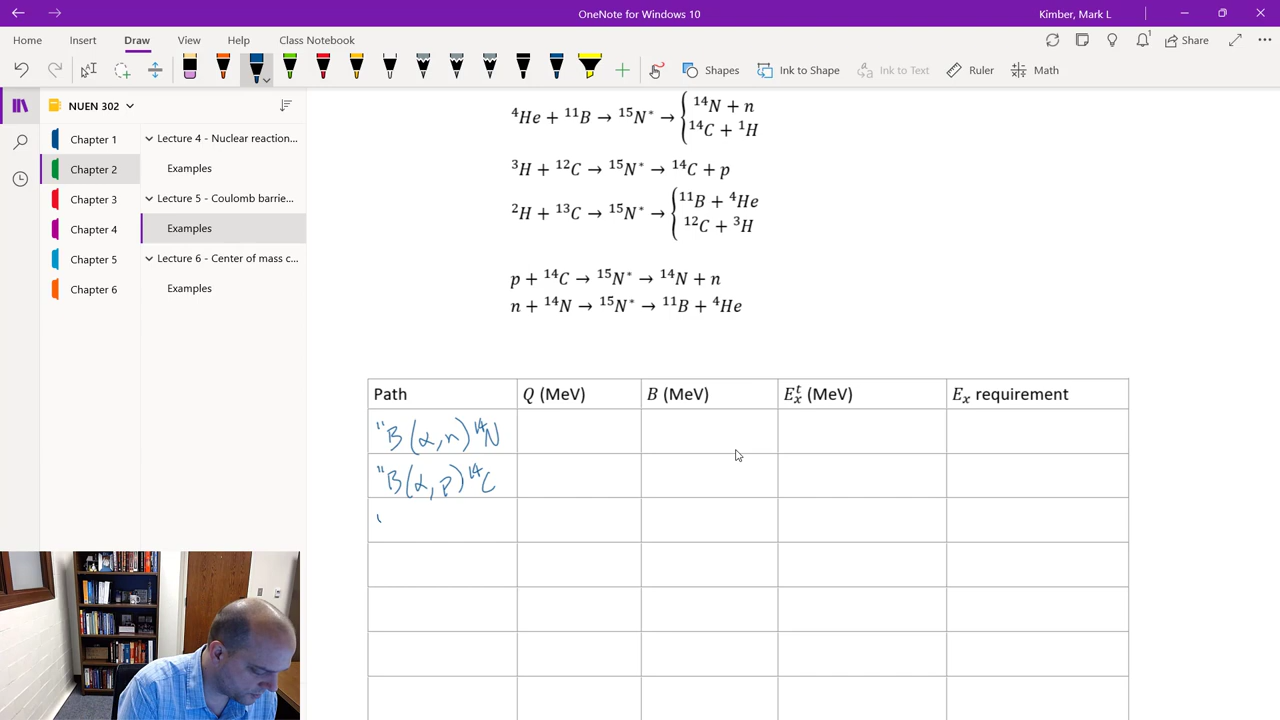 OneNote for Windows 10
Kimber, Mark L
Home Insert Draw View Help Class Notebook
Share
Shapes Ink to Shape Ink to Text Ruler Math
NUEN 302
Chapter 1
Chapter 2
Chapter 3
Chapter 4
Chapter 5
Chapter 6
Lecture 4 - Nuclear reaction...
Examples
Lecture 5 - Coulomb barrie...
Examples
Lecture 6 - Center of mass c...
Examples
⁴He + ¹¹B → ¹⁵N* → { ¹⁴N + n
¹⁴C + ¹H
³H + ¹²C → ¹⁵N* → ¹⁴C + p
²H + ¹³C → ¹⁵N* → { ¹¹B + ⁴He
¹²C + ³H
p + ¹⁴C → ¹⁵N* → ¹⁴N + n
n + ¹⁴N → ¹⁵N* → ¹¹B + ⁴He
Path Q (MeV) B (MeV) Eₓᵗ (MeV) Eₓ requirement
¹¹B(α,n)¹⁴N
¹¹B(α,p)¹⁴C